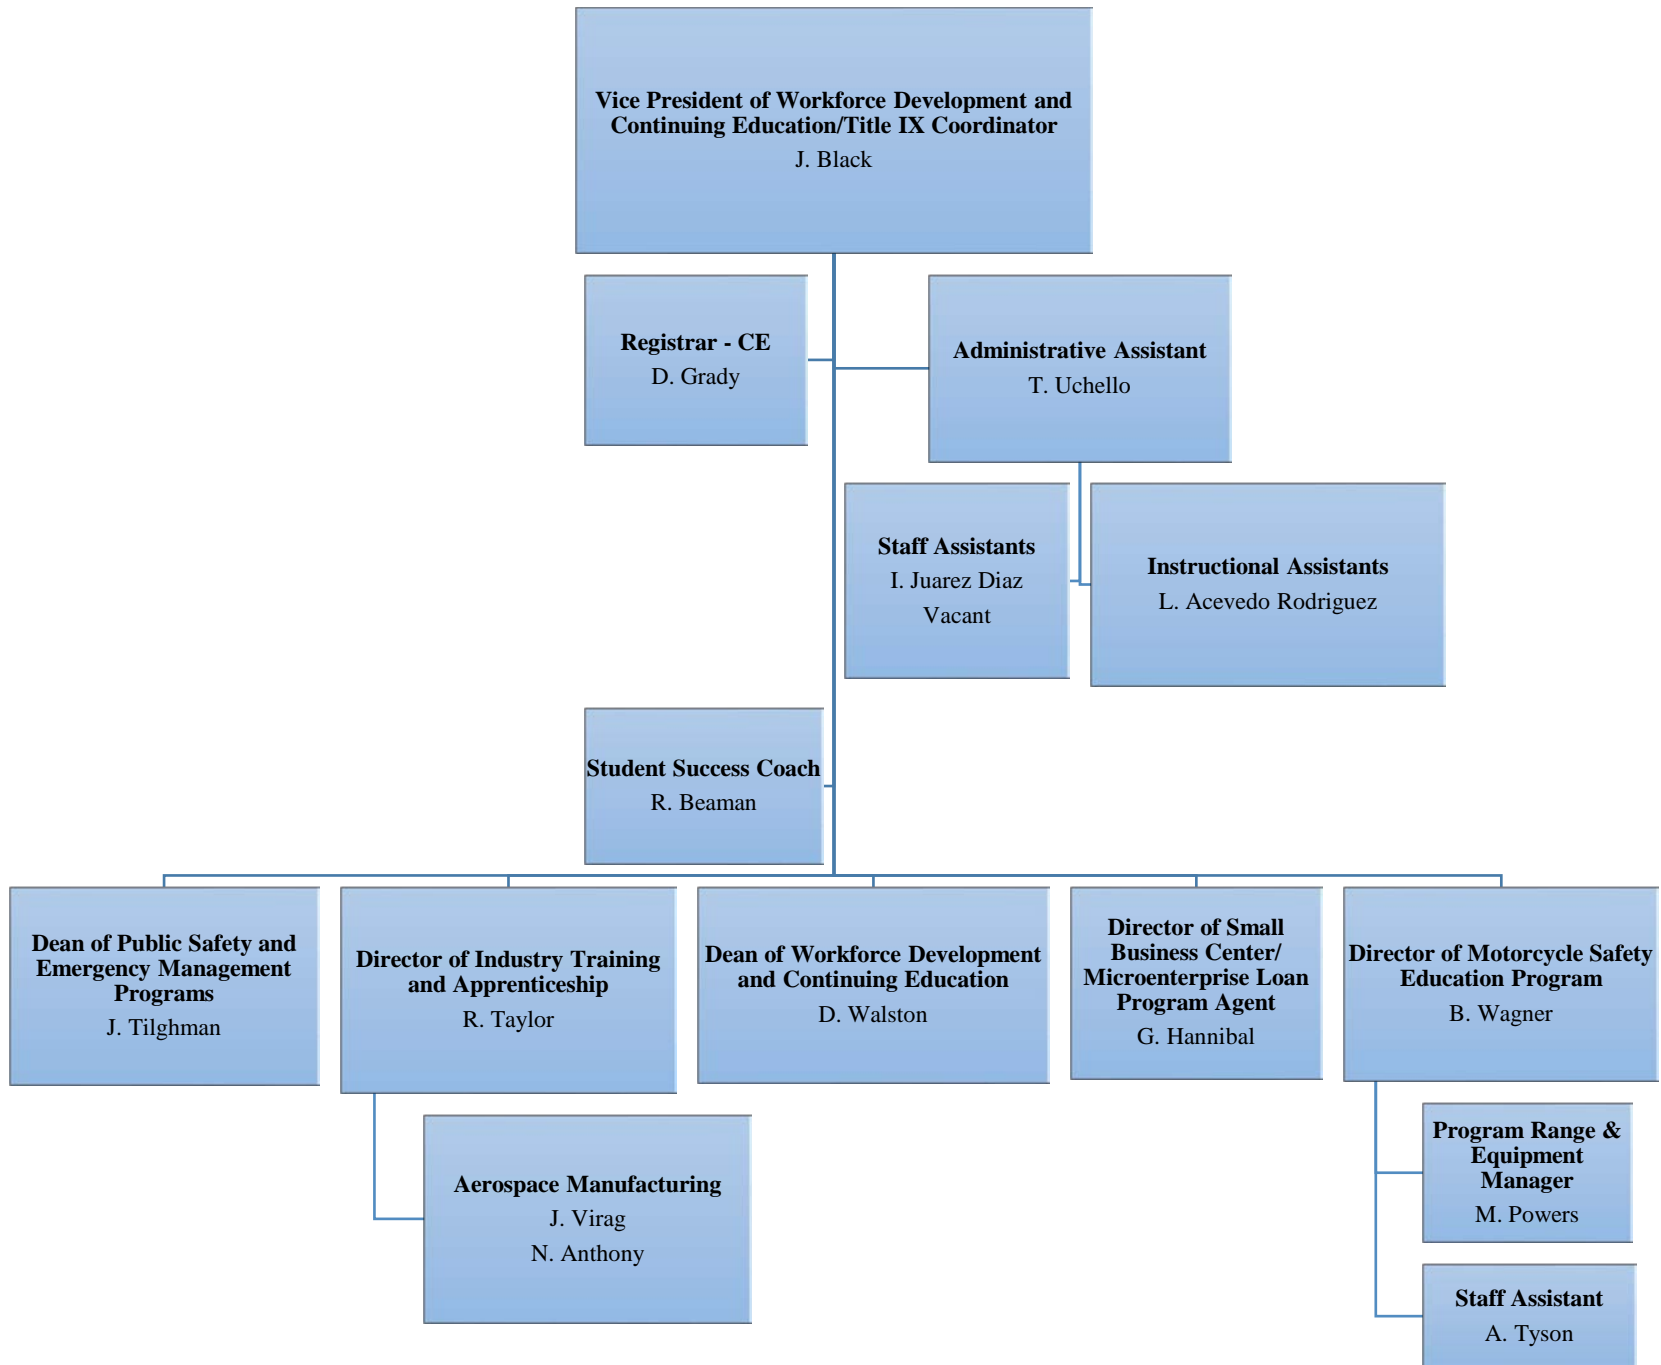 Vice President of Workforce Development and
Continuing Education/Title IX Coordinator
J. Black
Registrar - CE
D. Grady
Administrative Assistant
T. Uchello
Staff Assistants
I. Juarez Diaz
Vacant
Instructional Assistants
L. Acevedo Rodriguez
Student Success Coach
R. Beaman
Dean of Public Safety and
Emergency Management
Programs
J. Tilghman
Director of Industry Training
and Apprenticeship
R. Taylor
Dean of Workforce Development
and Continuing Education
D. Walston
Director of Small
Business Center/
Microenterprise Loan
Program Agent
G. Hannibal
Director of Motorcycle Safety
Education Program
B. Wagner
Aerospace Manufacturing
J. Virag
N. Anthony
Program Range &
Equipment
Manager
M. Powers
Staff Assistant
A. Tyson